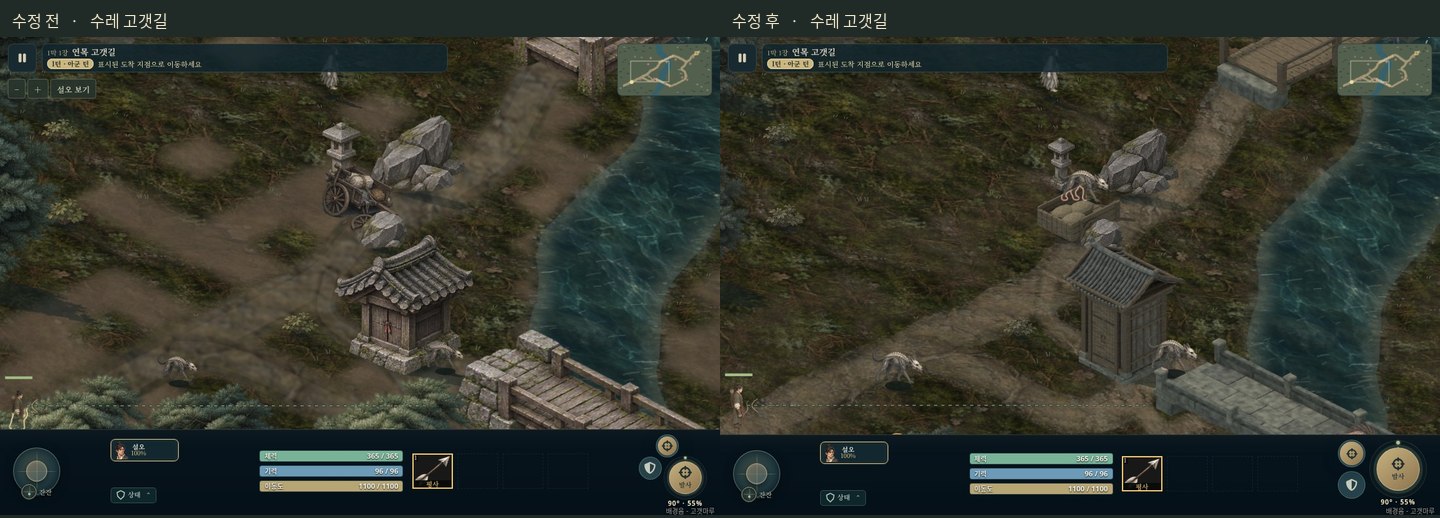 수정 전 · 수레 고갯길
1막 1장 연목 고갯길
1턴 · 아군 턴 표시된 도착 지점으로 이동하세요
− + 설오 보기
설오
100%
체력 365 / 365
기력 96 / 96
이동도 1100 / 1100
평사
상태
발사
90° · 55%
배경음 · 고갯마루
수정 후 · 수레 고갯길
1막 1장 연목 고갯길
1턴 · 아군 턴 표시된 도착 지점으로 이동하세요
설오
100%
체력 365 / 365
기력 96 / 96
이동도 1100 / 1100
평사
상태
발사
90° · 55%
배경음 · 고갯마루